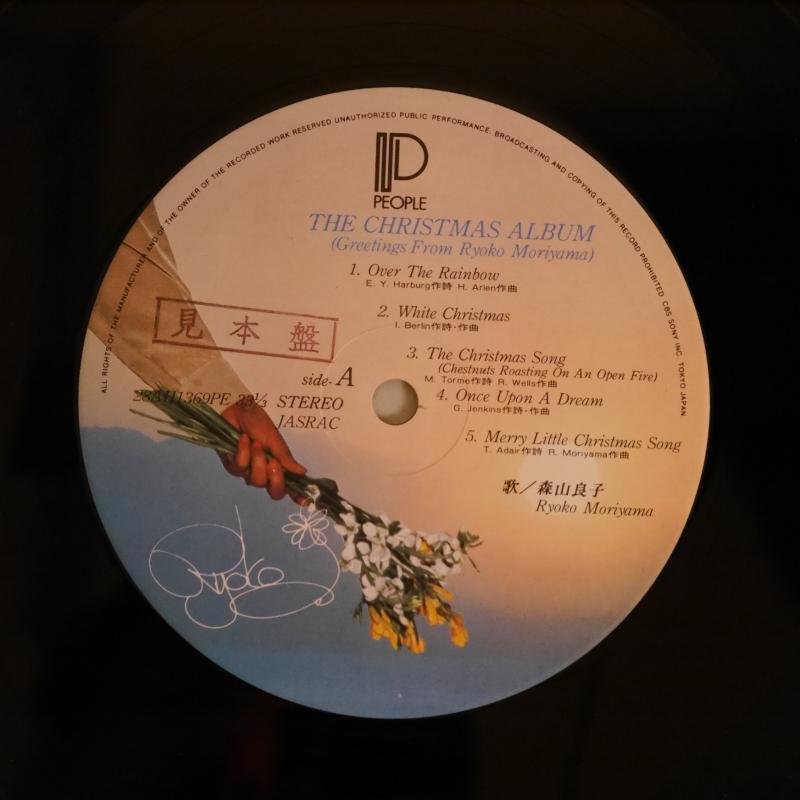 ALL RIGHTS OF THE MANUFACTURER AND OF THE OWNER OF THE RECORDED WORK RESERVED UNAUTHORIZED PUBLIC PERFORMANCE. BROADCASTING AND COPYING OF THIS RECORD PROHIBITED CBS SONY INC. TOKYO JAPAN
P
PEOPLE
THE CHRISTMAS ALBUM
(Greetings From Ryoko Moriyama)
1. Over The Rainbow
E. Y. Harburg作詩 H. Arlen作曲
2. White Christmas
I. Berlin作詩・作曲
見本盤
3. The Christmas Song
(Chestnuts Roasting On An Open Fire)
M. Torme作詩 R. Wells作曲
side-A
28AH1369PE 33⅓ STEREO
JASRAC
4. Once Upon A Dream
G. Jenkins作詩・作曲
5. Merry Little Christmas Song
T. Adair作詩 R. Moriyama作曲
歌／森山良子
Ryoko Moriyama
Ryoko